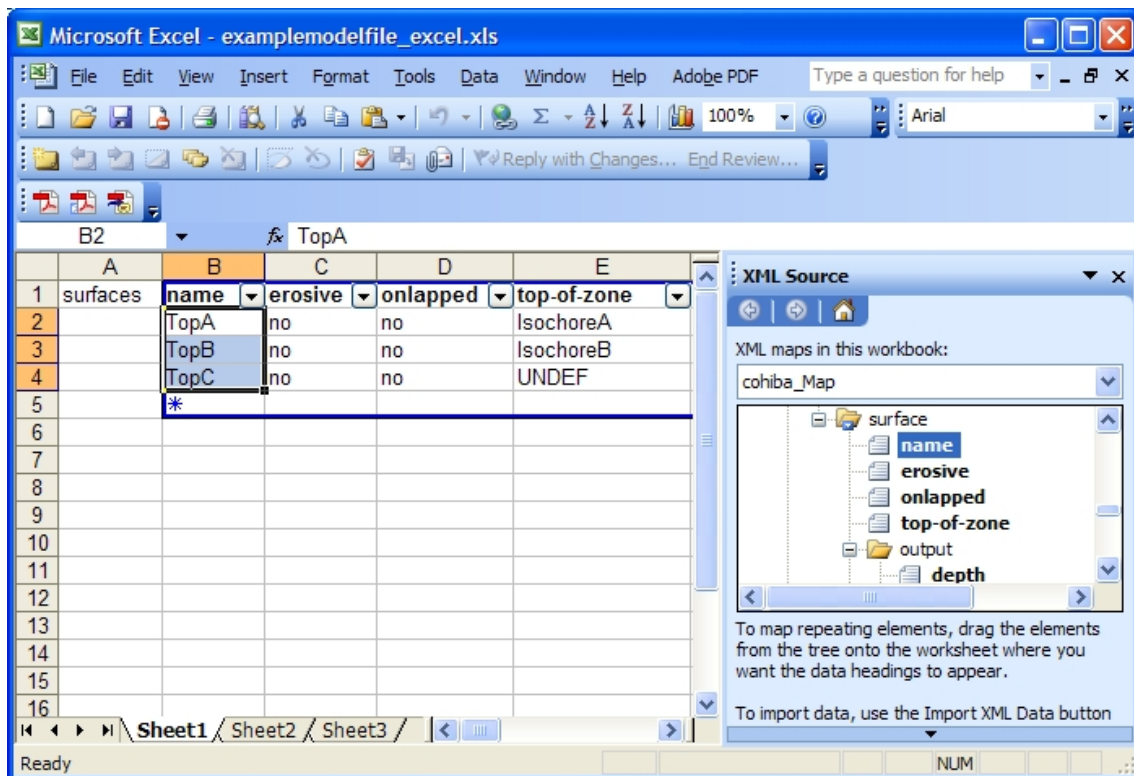 Microsoft Excel - examplemodelfile_excel.xls
File Edit View Insert Format Tools Data Window Help Adobe PDF Type a question for help
100% Arial
Reply with Changes... End Review...
B2 fx TopA
A B C D E
1 surfaces name erosive onlapped top-of-zone
2 TopA no no IsochoreA
3 TopB no no IsochoreB
4 TopC no no UNDEF
5 *
6
7
8
9
10
11
12
13
14
15
16
Sheet1 Sheet2 Sheet3
XML Source
XML maps in this workbook:
cohiba_Map
surface
name
erosive
onlapped
top-of-zone
output
depth
To map repeating elements, drag the elements
from the tree onto the worksheet where you
want the data headings to appear.
To import data, use the Import XML Data button
Ready NUM